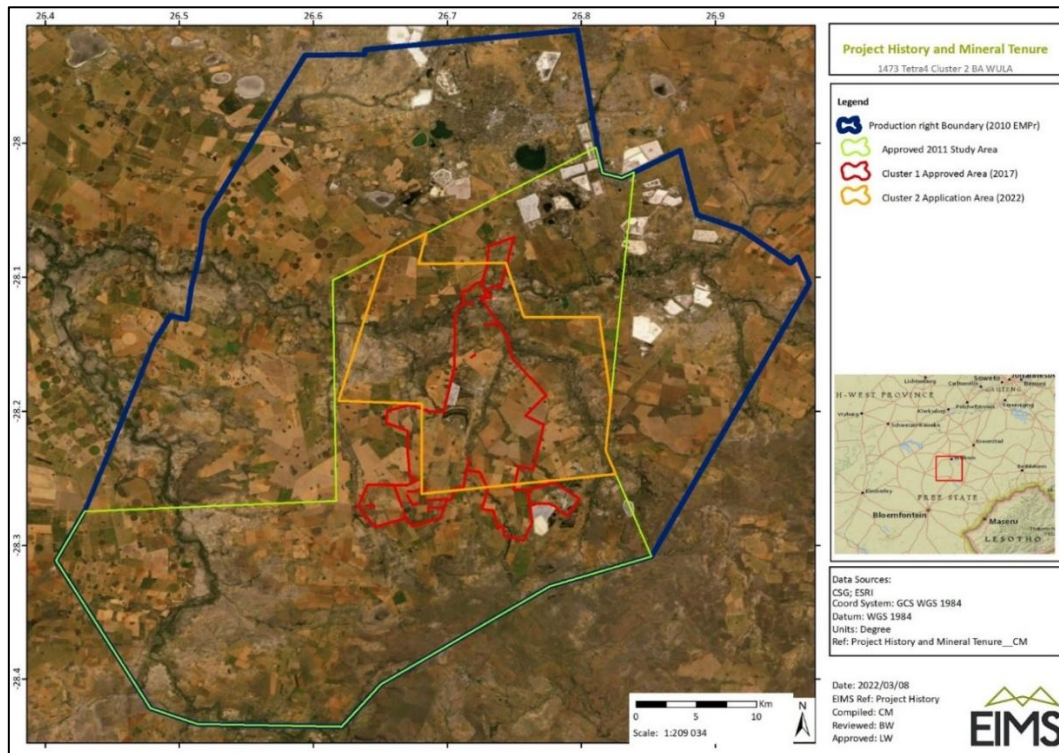 26.4 26.5 26.6 26.7 26.8 26.9
-28
-28.1
-28.2
-28.3
-28.4
Project History and Mineral Tenure
1473 Tetra4 Cluster 2 BA WULA
Legend
Production right Boundary (2010 EMPr)
Approved 2011 Study Area
Cluster 1 Approved Area (2017)
Cluster 2 Application Area (2022)
H-WEST PROVINCE
Kimberley
FREE STATE
Bloemfontein
Maseru
LESOTHO
Data Sources:
CSG; ESRI
Coord System: GCS WGS 1984
Datum: WGS 1984
Units: Degree
Ref: Project History and Mineral Tenure__CM
Date: 2022/03/08
EIMS Ref: Project History
Compiled: CM
Reviewed: BW
Approved: LW
EIMS
Km
0 5 10
N
Scale: 1:209 034